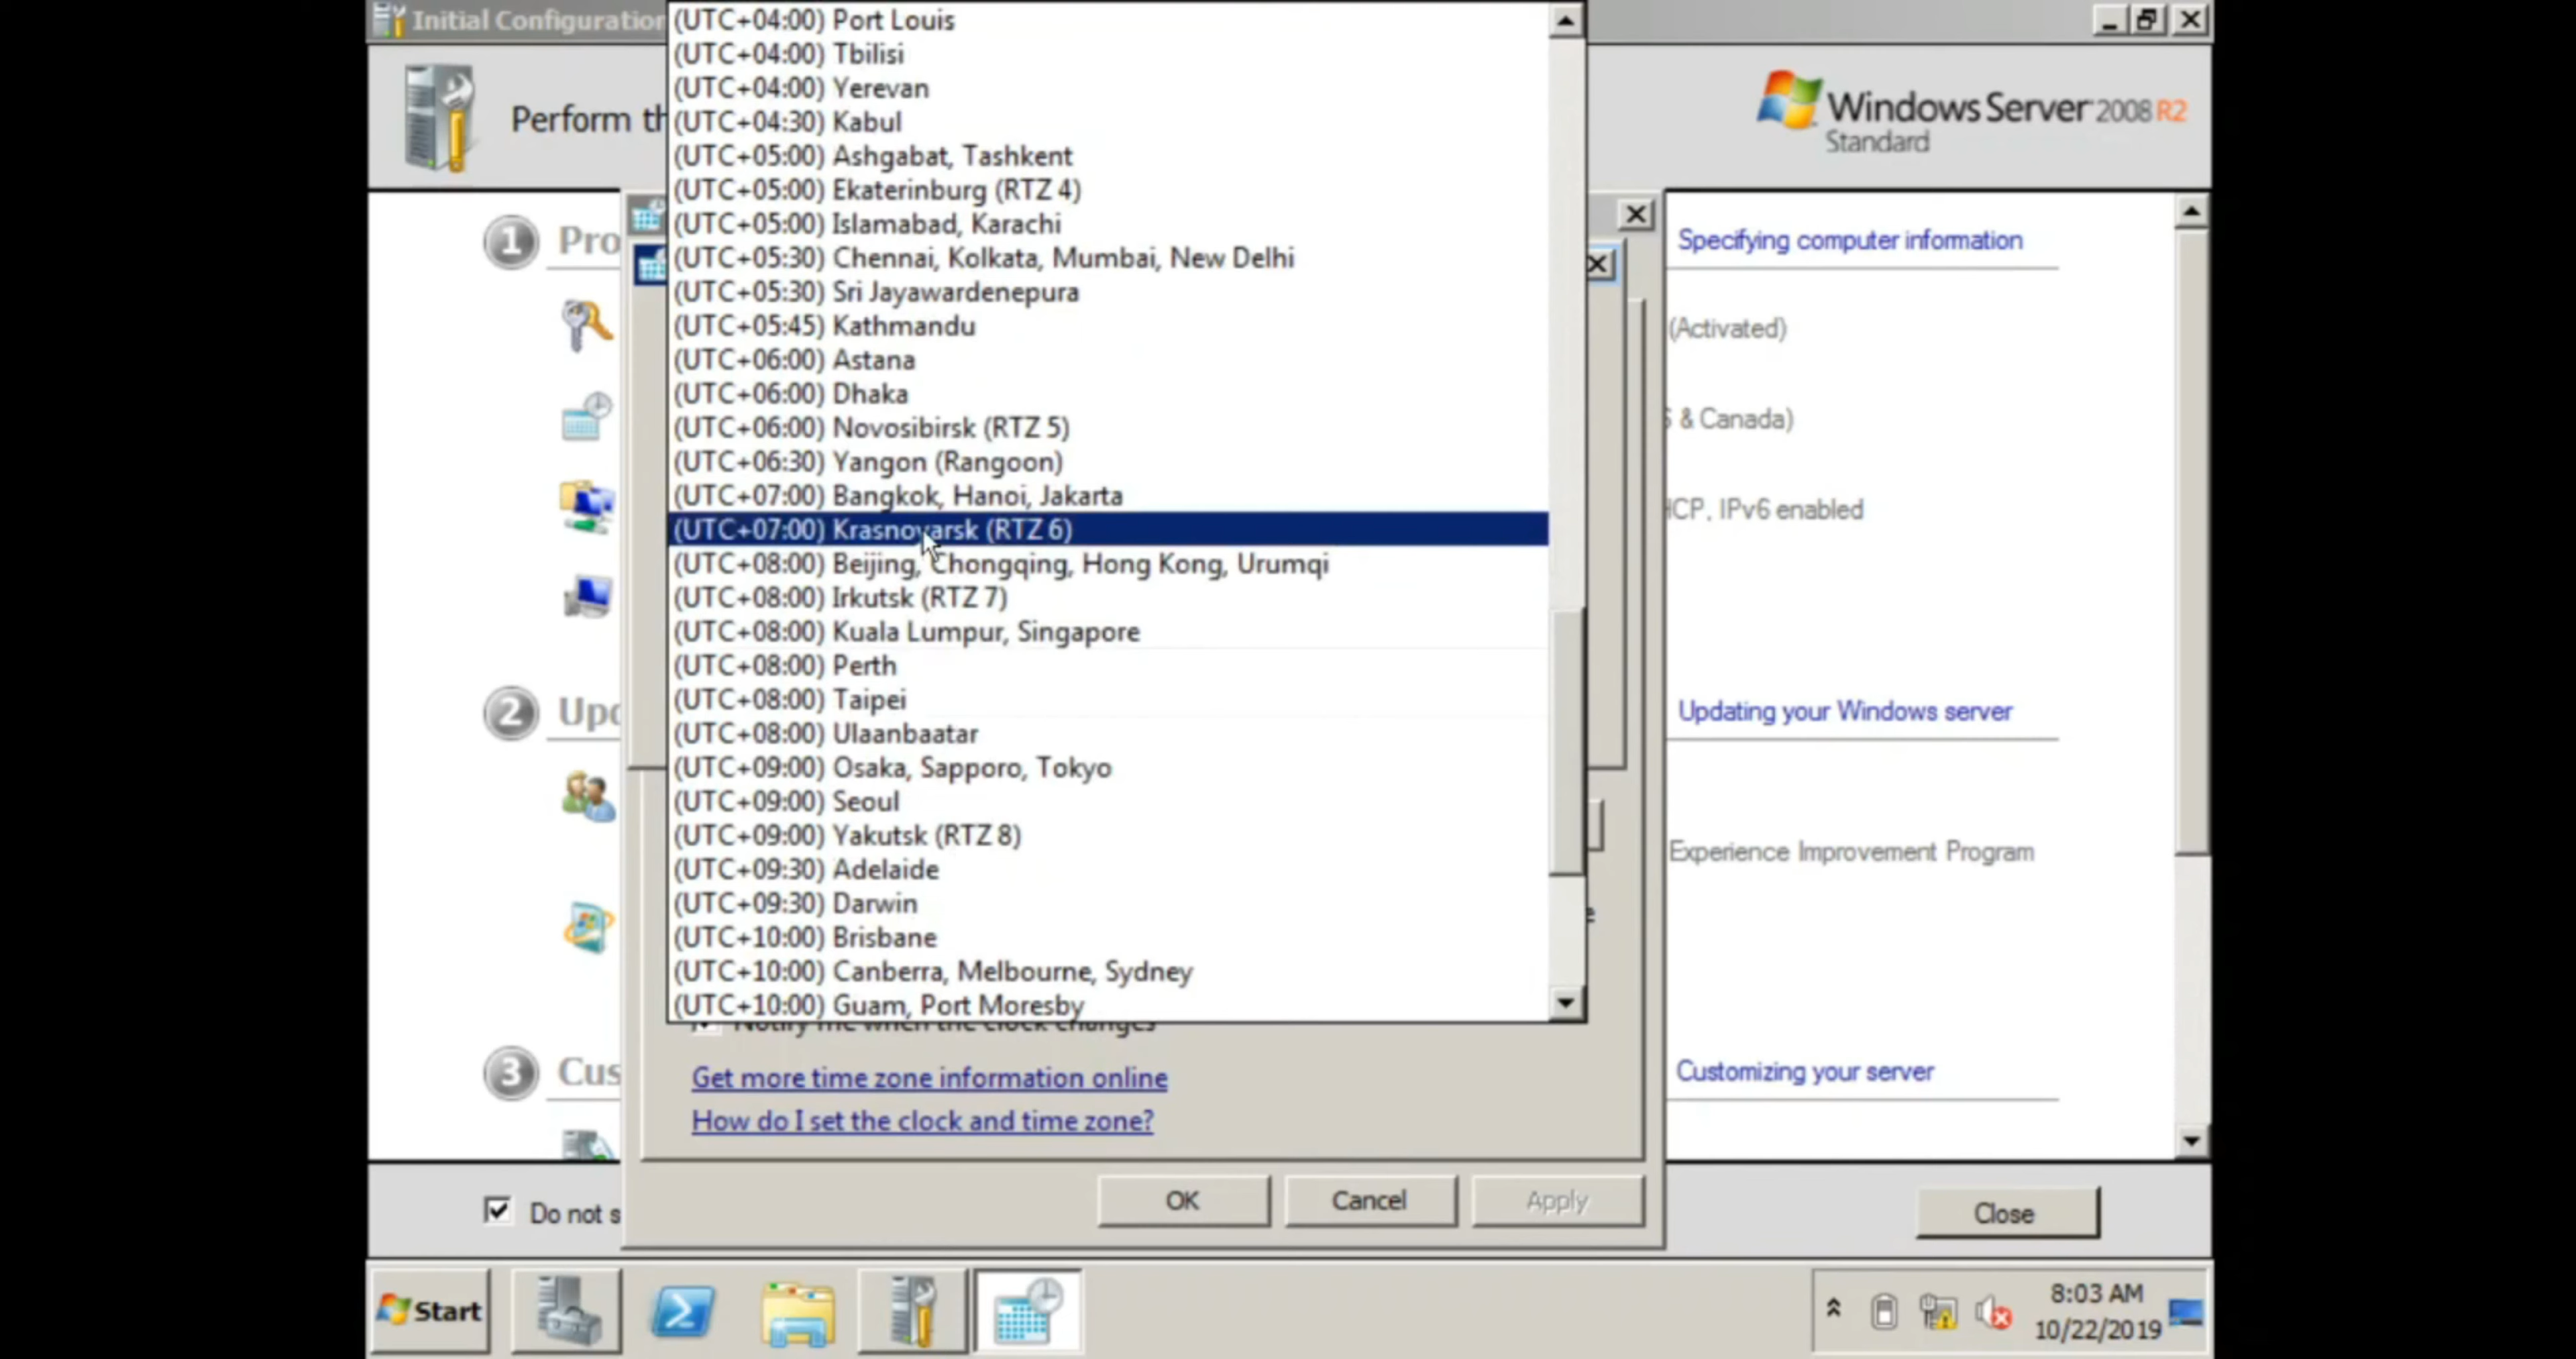 Initial Configuration
Perform th
Windows Server 2008 R2
Standard
(UTC+04:00) Port Louis
(UTC+04:00) Tbilisi
(UTC+04:00) Yerevan
(UTC+04:30) Kabul
(UTC+05:00) Ashgabat, Tashkent
(UTC+05:00) Ekaterinburg (RTZ 4)
(UTC+05:00) Islamabad, Karachi
(UTC+05:30) Chennai, Kolkata, Mumbai, New Delhi
(UTC+05:30) Sri Jayawardenepura
(UTC+05:45) Kathmandu
(UTC+06:00) Astana
(UTC+06:00) Dhaka
(UTC+06:00) Novosibirsk (RTZ 5)
(UTC+06:30) Yangon (Rangoon)
(UTC+07:00) Bangkok, Hanoi, Jakarta
(UTC+07:00) Krasnoyarsk (RTZ 6)
(UTC+08:00) Beijing, Chongqing, Hong Kong, Urumqi
(UTC+08:00) Irkutsk (RTZ 7)
(UTC+08:00) Kuala Lumpur, Singapore
(UTC+08:00) Perth
(UTC+08:00) Taipei
(UTC+08:00) Ulaanbaatar
(UTC+09:00) Osaka, Sapporo, Tokyo
(UTC+09:00) Seoul
(UTC+09:00) Yakutsk (RTZ 8)
(UTC+09:30) Adelaide
(UTC+09:30) Darwin
(UTC+10:00) Brisbane
(UTC+10:00) Canberra, Melbourne, Sydney
(UTC+10:00) Guam, Port Moresby
Notify me when the clock changes
Get more time zone information online
How do I set the clock and time zone?
OK
Cancel
Apply
1 Pro
2 Upd
3 Cus
Specifying computer information
(Activated)
& Canada)
HCP, IPv6 enabled
Updating your Windows server
Experience Improvement Program
Customizing your server
Do not s
Close
Start
8:03 AM
10/22/2019